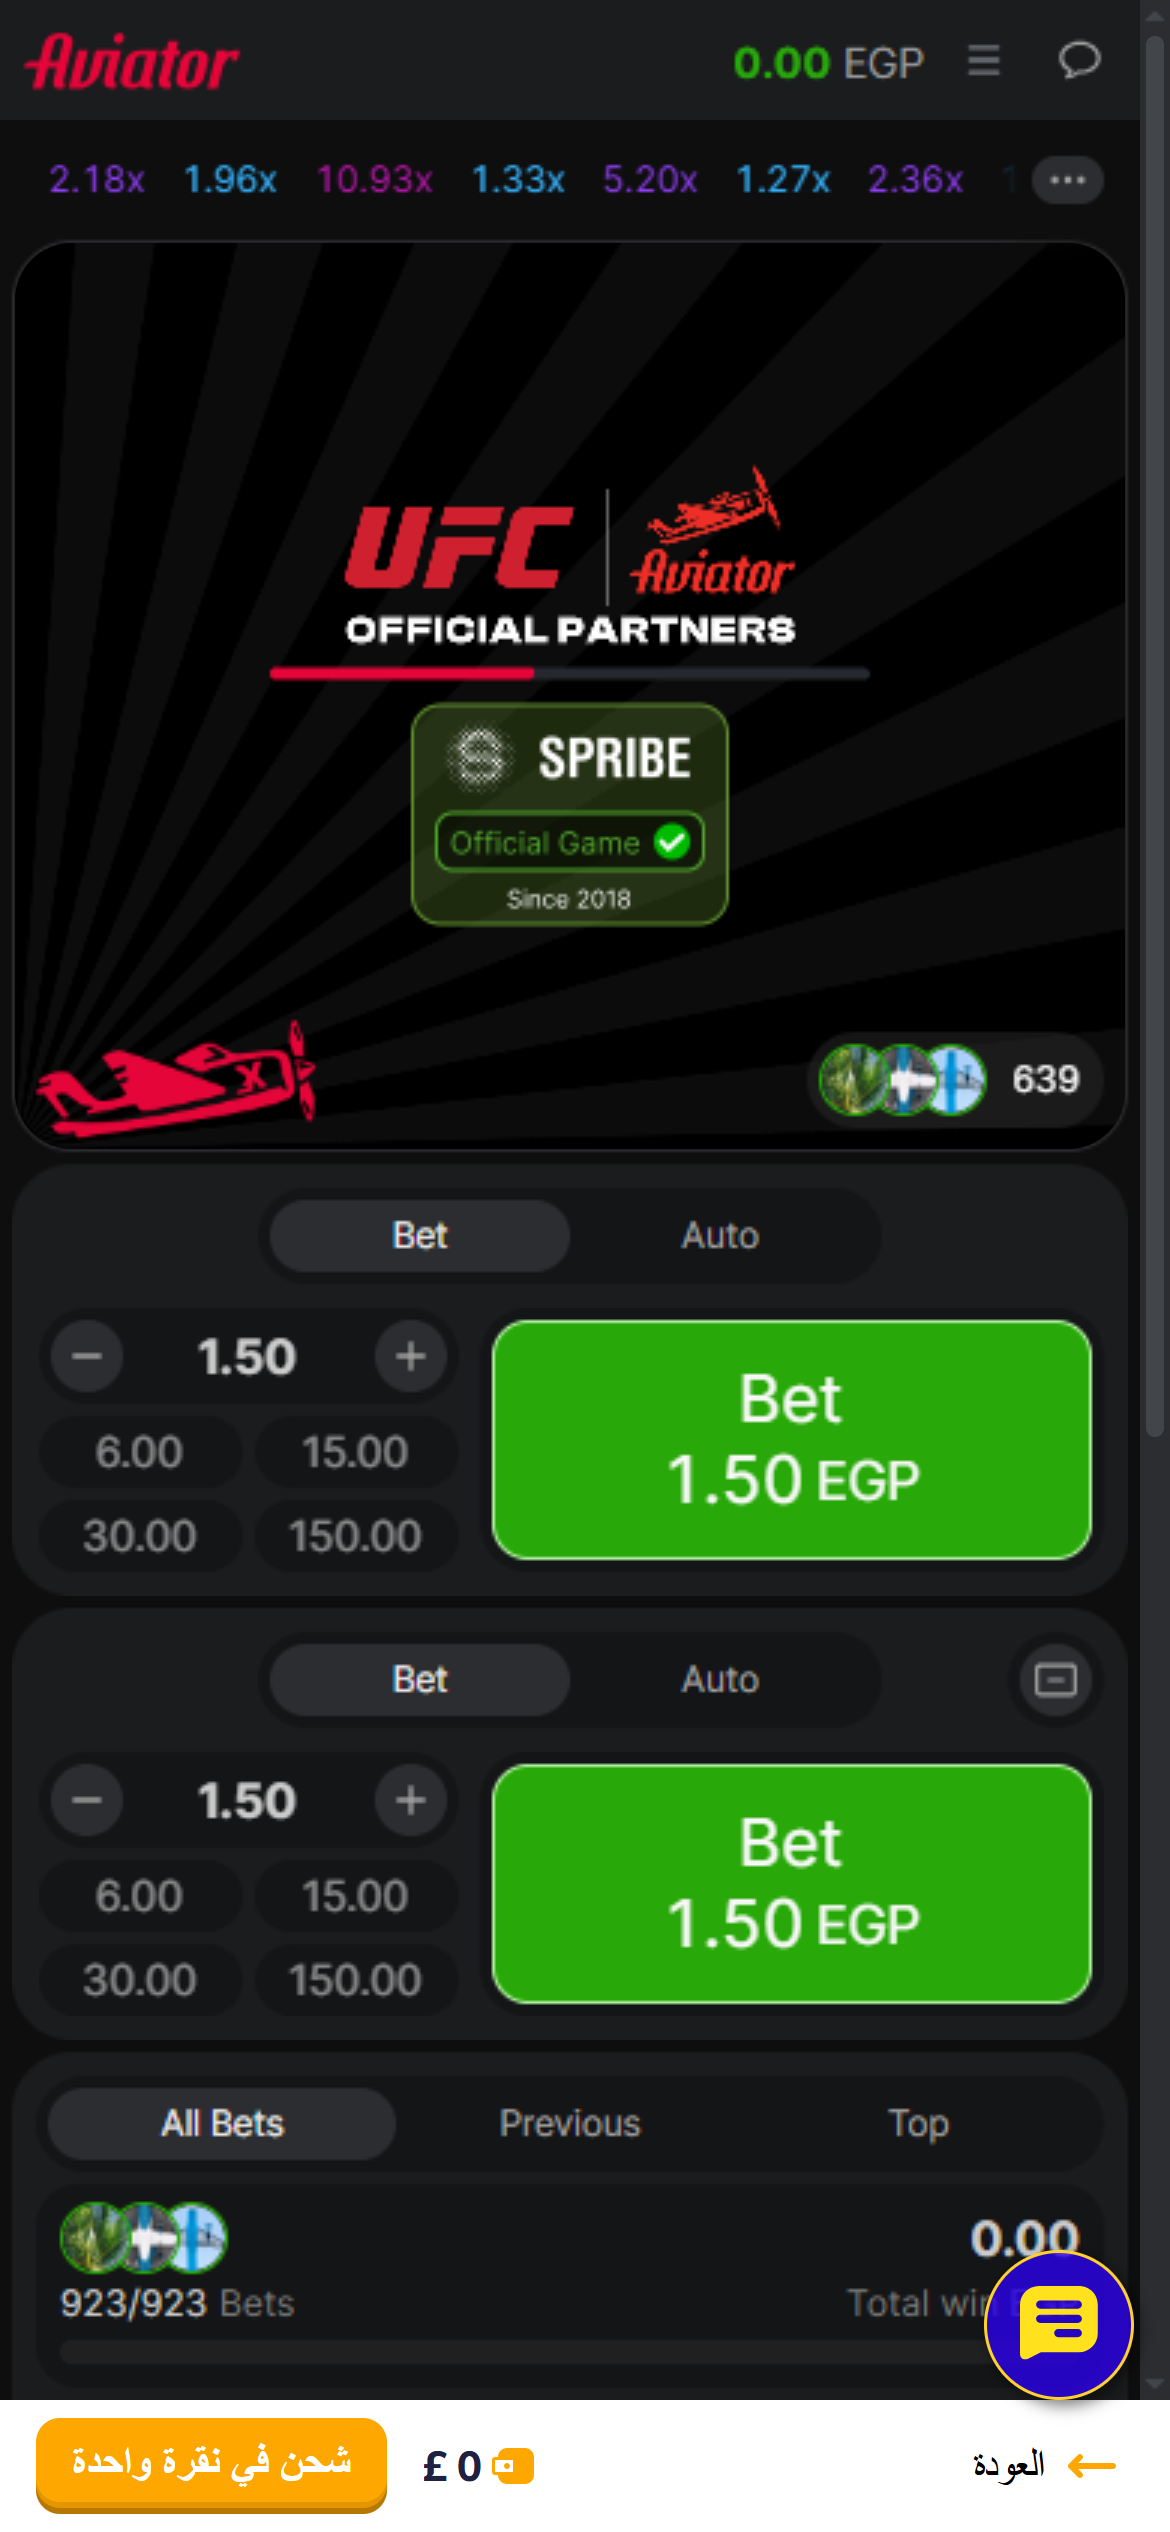 Aviator
0.00 EGP
2.18x 1.96x 10.93x 1.33x 5.20x 1.27x 2.36x
UFC Aviator
OFFICIAL PARTNERS
SPRIBE
Official Game
Since 2018
X
639
Bet Auto
1.50
6.00 15.00
30.00 150.00
Bet
1.50 EGP
Bet Auto
1.50
6.00 15.00
30.00 150.00
Bet
1.50 EGP
All Bets Previous Top
0.00
923/923 Bets
Total win
شحن في نقرة واحدة
£ 0
العودة